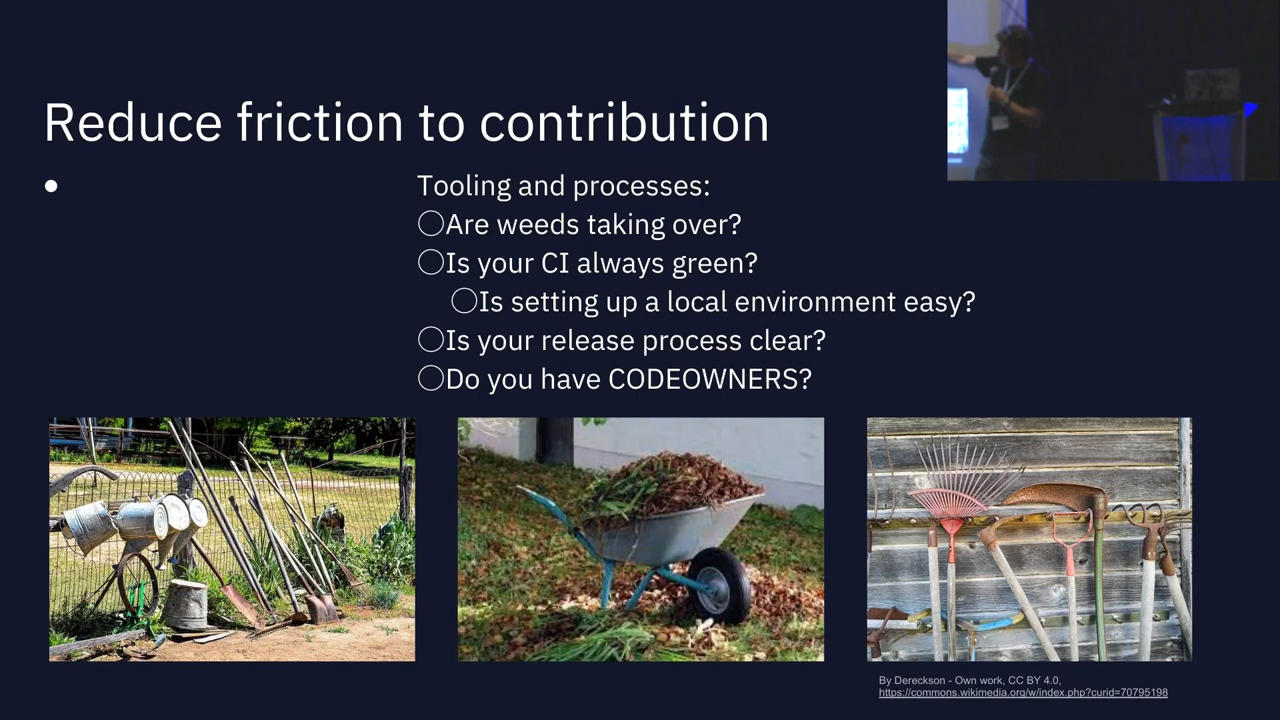 Reduce friction to contribution
● Tooling and processes:
○Are weeds taking over?
○Is your CI always green?
○Is setting up a local environment easy?
○Is your release process clear?
○Do you have CODEOWNERS?
By Dereckson - Own work, CC BY 4.0,
https://commons.wikimedia.org/w/index.php?curid=70795198